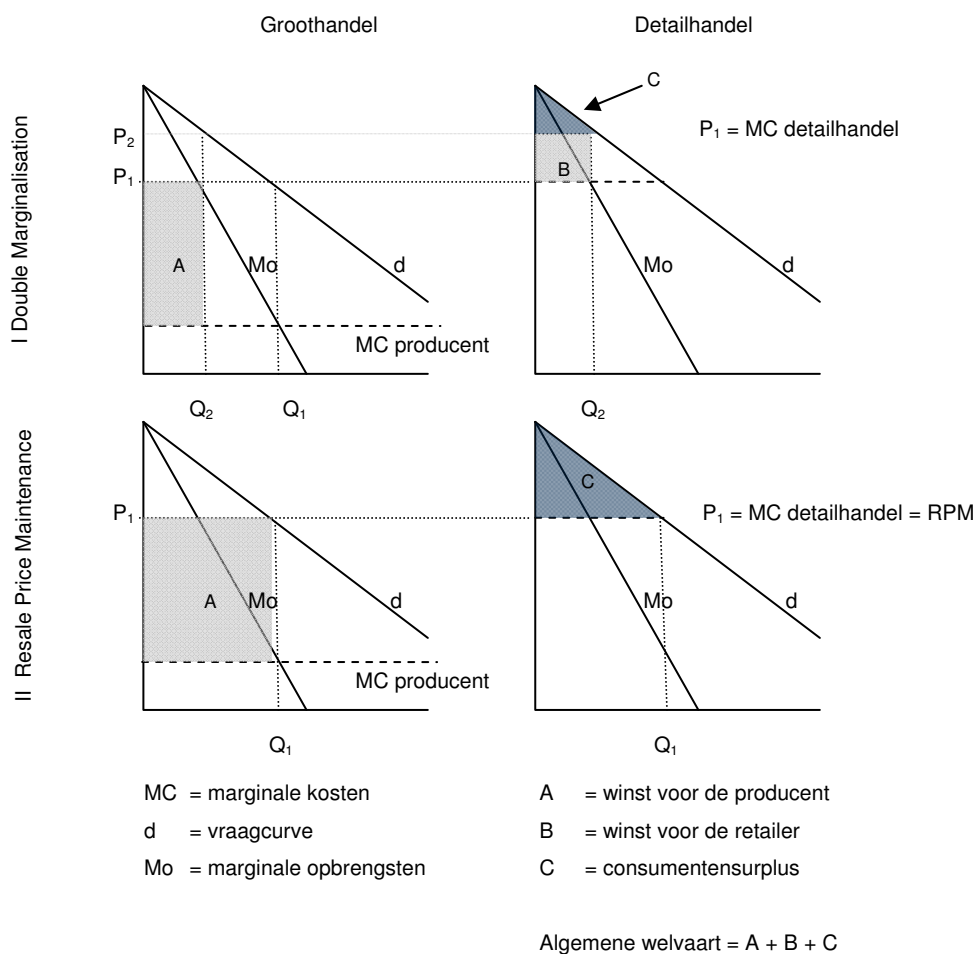 Groothandel
Detailhandel
I Double Marginalisation
P₂
P₁
A
Mo
d
MC producent
Q₂
Q₁
C
B
P₁ = MC detailhandel
Mo
d
Q₂
II Resale Price Maintenance
P₁
A
Mo
d
MC producent
Q₁
C
P₁ = MC detailhandel = RPM
Mo
d
Q₁
MC = marginale kosten
d = vraagcurve
Mo = marginale opbrengsten
A = winst voor de producent
B = winst voor de retailer
C = consumentensurplus
Algemene welvaart = A + B + C